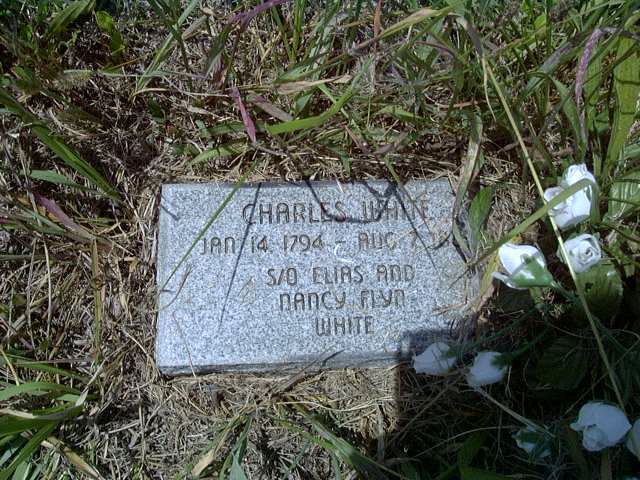 CHARLES WHITE
JAN 14 1794 - AUG 7
S/O ELIAS AND
NANCY FLYN
WHITE